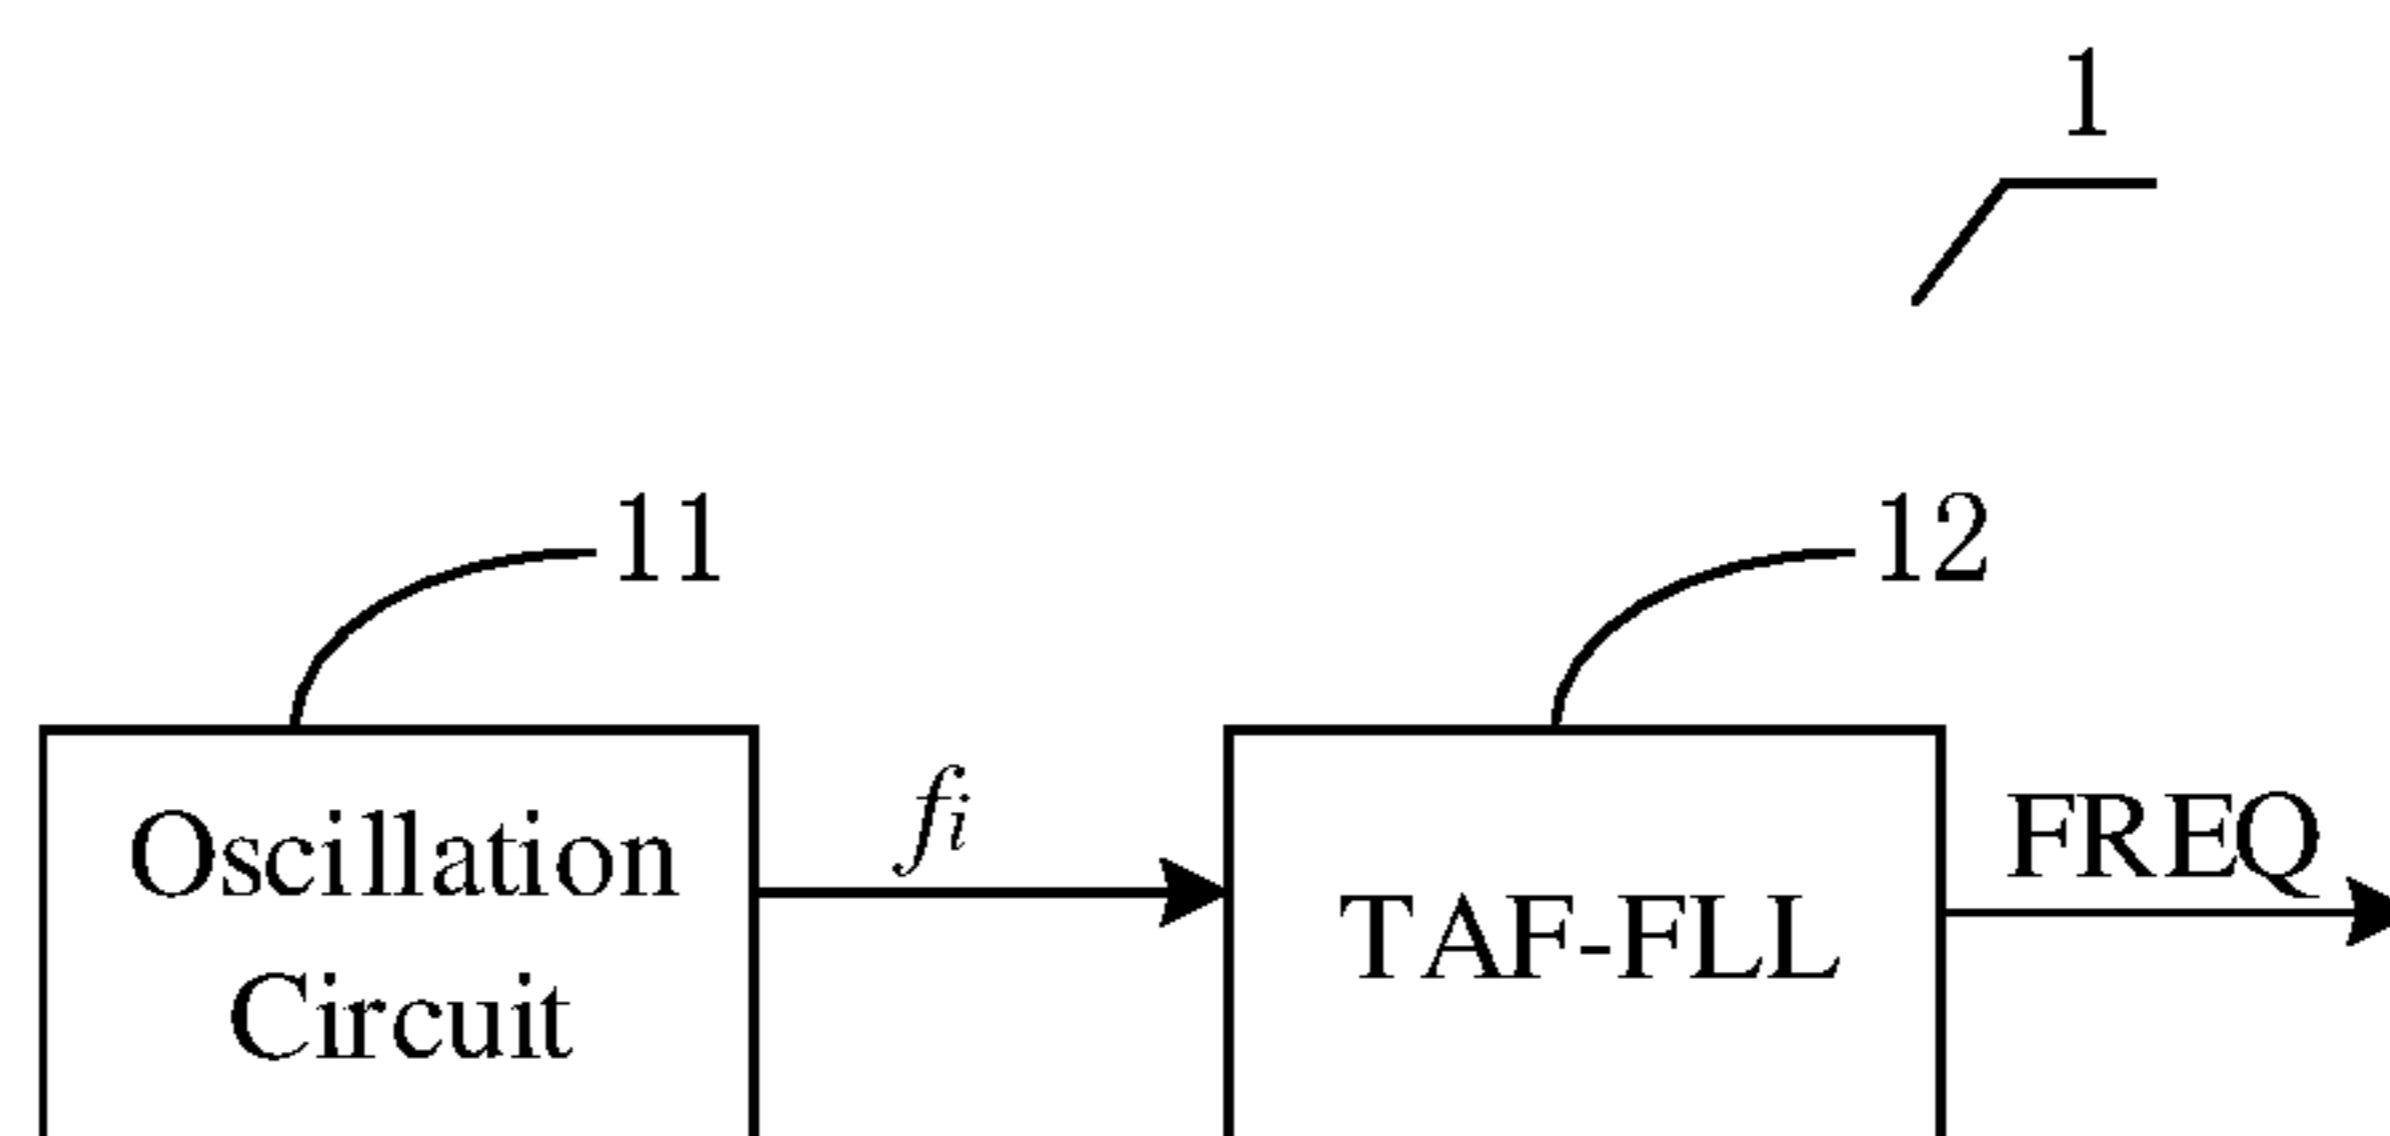 1
11
12
Oscillation
Circuit
fi
TAF-FLL
FREQ